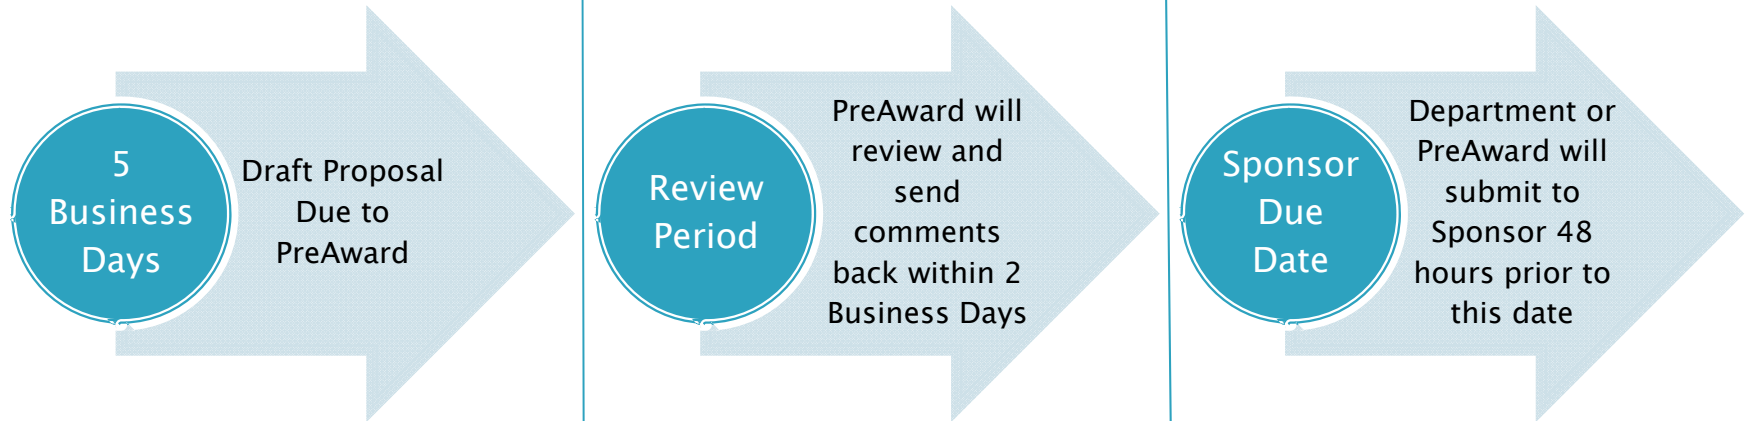 5
Business
Days
Draft Proposal
Due to
PreAward
Review
Period
PreAward will
review and
send
comments
back within 2
Business Days
Sponsor
Due
Date
Department or
PreAward will
submit to
Sponsor 48
hours prior to
this date